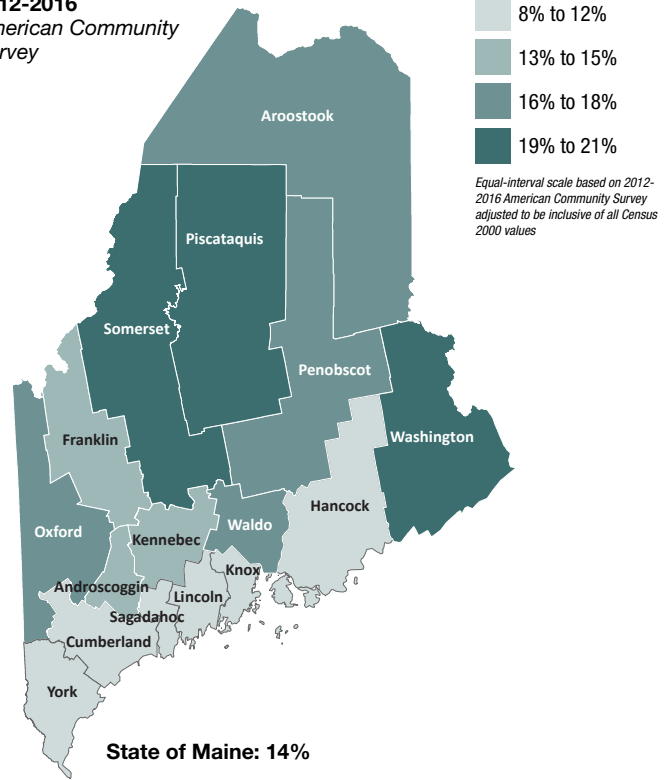 12-2016
merican Community
rvey
8% to 12%
13% to 15%
16% to 18%
19% to 21%
Equal-interval scale based on 2012-
2016 American Community Survey
adjusted to be inclusive of all Census
2000 values
Aroostook
Piscataquis
Somerset
Penobscot
Franklin
Washington
Hancock
Oxford
Waldo
Kennebec
Knox
Androscoggin
Lincoln
Sagadahoc
Cumberland
York
State of Maine: 14%